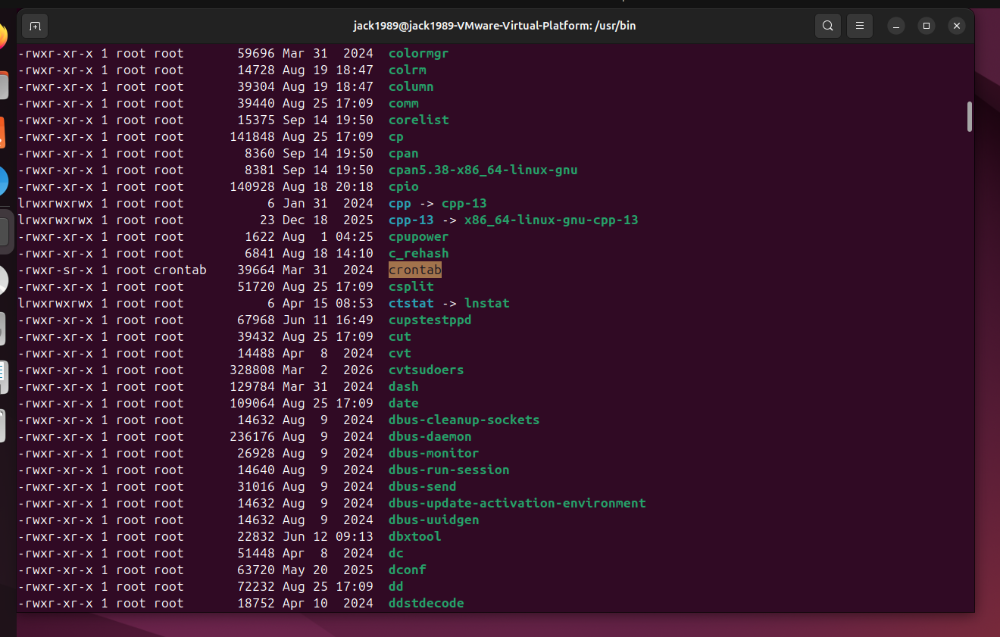 jack1989@jack1989-VMware-Virtual-Platform: /usr/bin
-rwxr-xr-x 1 root root       59696 Mar 31  2024  colormgr
-rwxr-xr-x 1 root root       14728 Aug 19 18:47  colrm
-rwxr-xr-x 1 root root       39304 Aug 19 18:47  column
-rwxr-xr-x 1 root root       39440 Aug 25 17:09  comm
-rwxr-xr-x 1 root root       15375 Sep 14 19:50  corelist
-rwxr-xr-x 1 root root      141848 Aug 25 17:09  cp
-rwxr-xr-x 1 root root        8360 Sep 14 19:50  cpan
-rwxr-xr-x 1 root root        8381 Sep 14 19:50  cpan5.38-x86_64-linux-gnu
-rwxr-xr-x 1 root root      140928 Aug 18 20:18  cpio
lrwxrwxrwx 1 root root           6 Jan 31  2024  cpp -> cpp-13
lrwxrwxrwx 1 root root          23 Dec 18  2025  cpp-13 -> x86_64-linux-gnu-cpp-13
-rwxr-xr-x 1 root root        1622 Aug  1 04:25  cpupower
-rwxr-xr-x 1 root root        6841 Aug 18 14:10  c_rehash
-rwxr-sr-x 1 root crontab    39664 Mar 31  2024  crontab
-rwxr-xr-x 1 root root       51720 Aug 25 17:09  csplit
lrwxrwxrwx 1 root root           6 Apr 15 08:53  ctstat -> lnstat
-rwxr-xr-x 1 root root       67968 Jun 11 16:49  cupstestppd
-rwxr-xr-x 1 root root       39432 Aug 25 17:09  cut
-rwxr-xr-x 1 root root       14488 Apr  8  2024  cvt
-rwxr-xr-x 1 root root      328808 Mar  2  2026  cvtsudoers
-rwxr-xr-x 1 root root      129784 Mar 31  2024  dash
-rwxr-xr-x 1 root root      109064 Aug 25 17:09  date
-rwxr-xr-x 1 root root       14632 Aug  9  2024  dbus-cleanup-sockets
-rwxr-xr-x 1 root root      236176 Aug  9  2024  dbus-daemon
-rwxr-xr-x 1 root root       26928 Aug  9  2024  dbus-monitor
-rwxr-xr-x 1 root root       14640 Aug  9  2024  dbus-run-session
-rwxr-xr-x 1 root root       31016 Aug  9  2024  dbus-send
-rwxr-xr-x 1 root root       14632 Aug  9  2024  dbus-update-activation-environment
-rwxr-xr-x 1 root root       14632 Aug  9  2024  dbus-uuidgen
-rwxr-xr-x 1 root root       22832 Jun 12 09:13  dbxtool
-rwxr-xr-x 1 root root       51448 Apr  8  2024  dc
-rwxr-xr-x 1 root root       63720 May 20  2025  dconf
-rwxr-xr-x 1 root root       72232 Aug 25 17:09  dd
-rwxr-xr-x 1 root root       18752 Apr 10  2024  ddstdecode